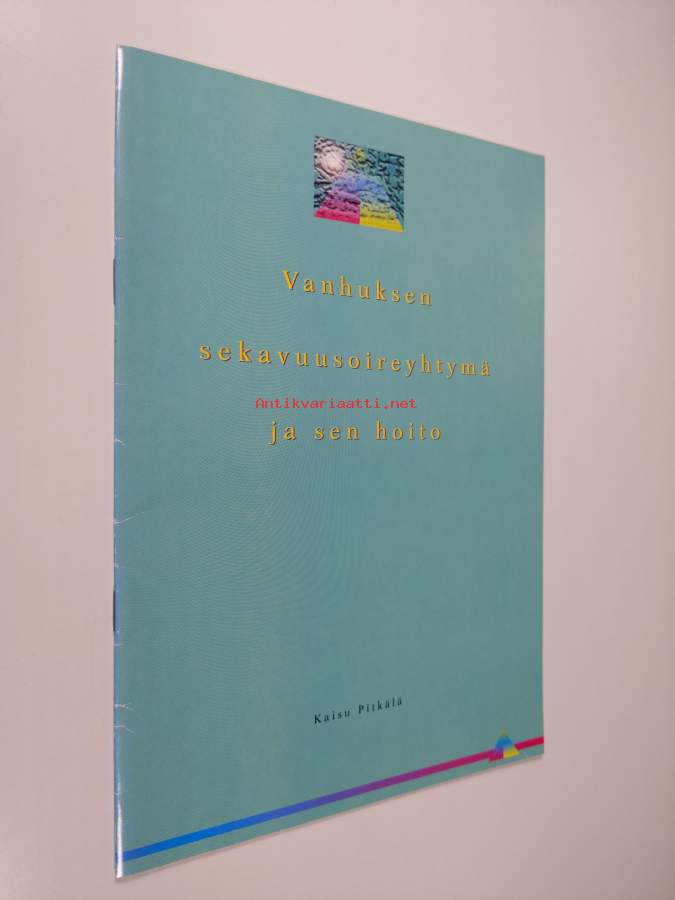 Vanhuksen
sekavuusoireyhtymä
Antikvariaatti.net
ja sen hoito
Kaisu Pitkälä